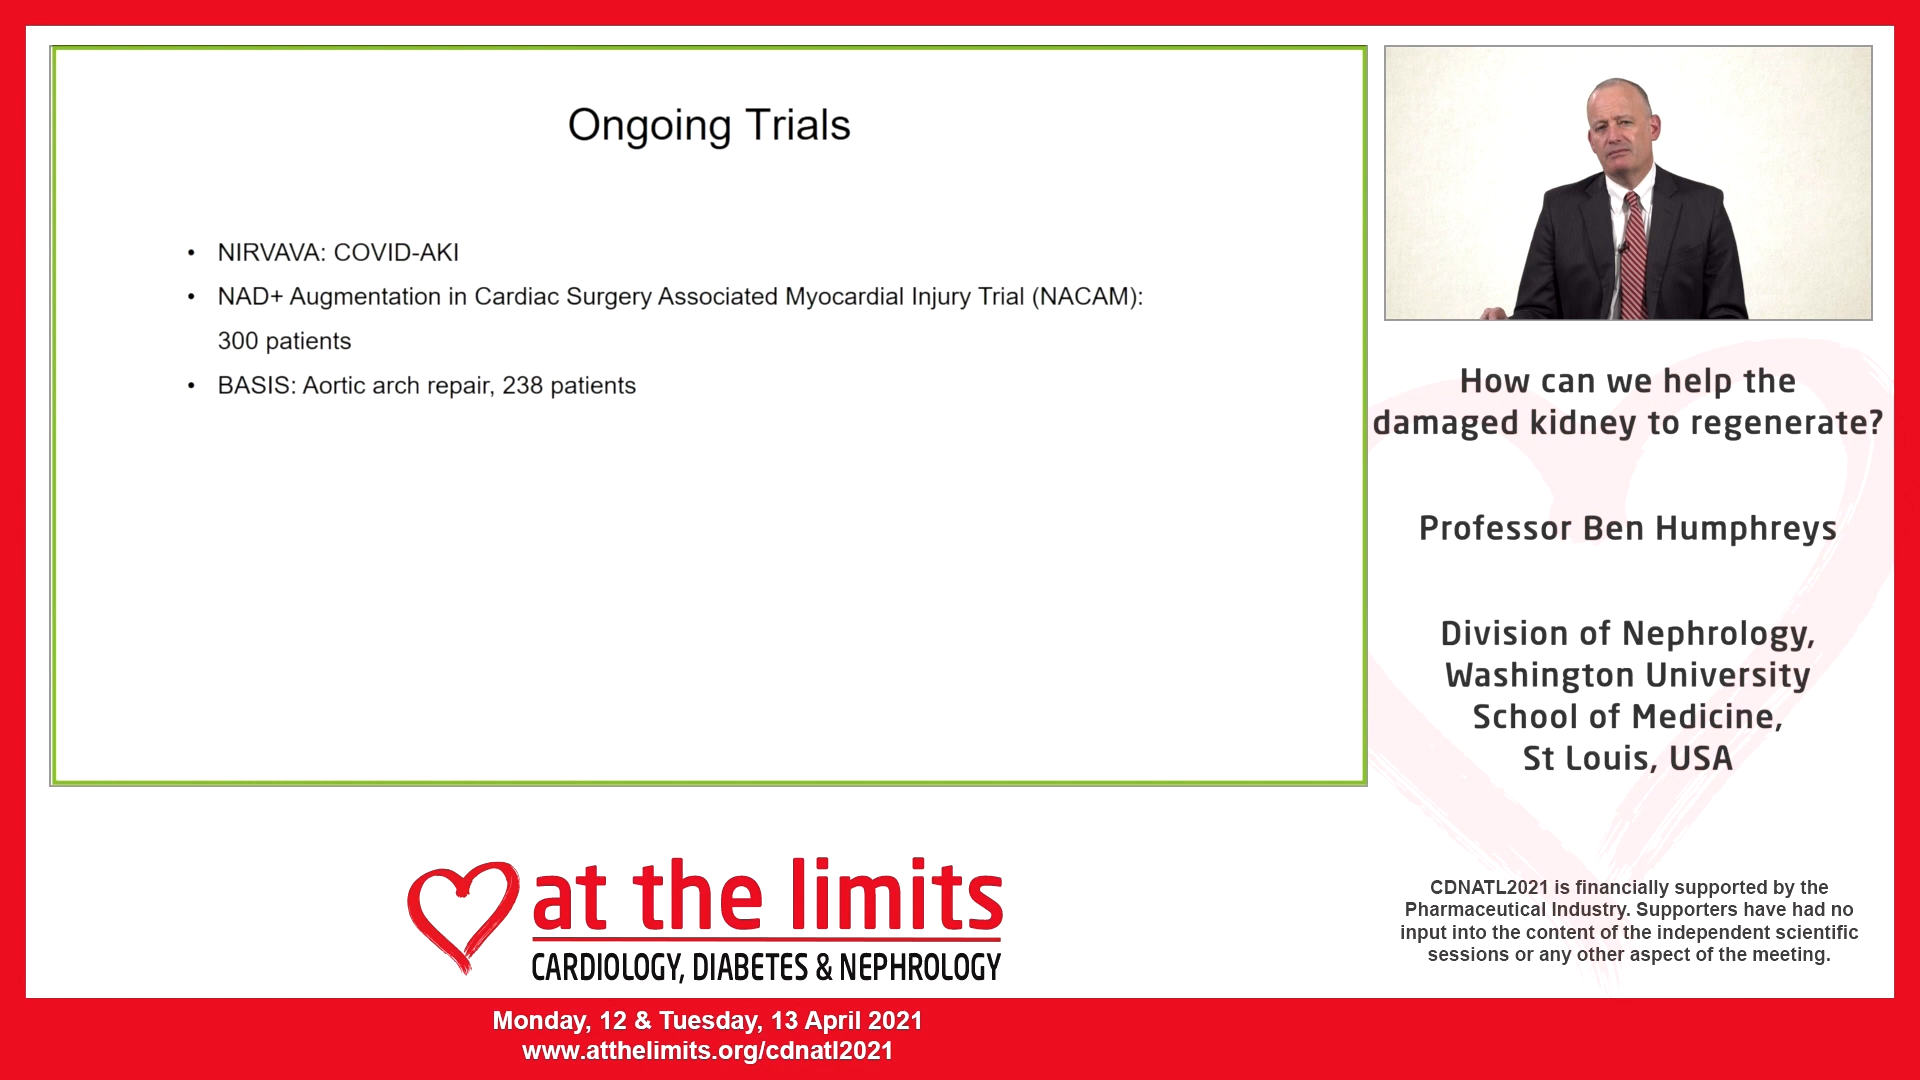 Ongoing Trials
• NIRVAVA: COVID-AKI
• NAD+ Augmentation in Cardiac Surgery Associated Myocardial Injury Trial (NACAM):
300 patients
• BASIS: Aortic arch repair, 238 patients
How can we help the
damaged kidney to regenerate?
Professor Ben Humphreys
Division of Nephrology,
Washington University
School of Medicine,
St Louis, USA
CDNATL2021 is financially supported by the
Pharmaceutical Industry. Supporters have had no
input into the content of the independent scientific
sessions or any other aspect of the meeting.
at the limits
CARDIOLOGY, DIABETES & NEPHROLOGY
Monday, 12 & Tuesday, 13 April 2021
www.atthelimits.org/cdnatl2021